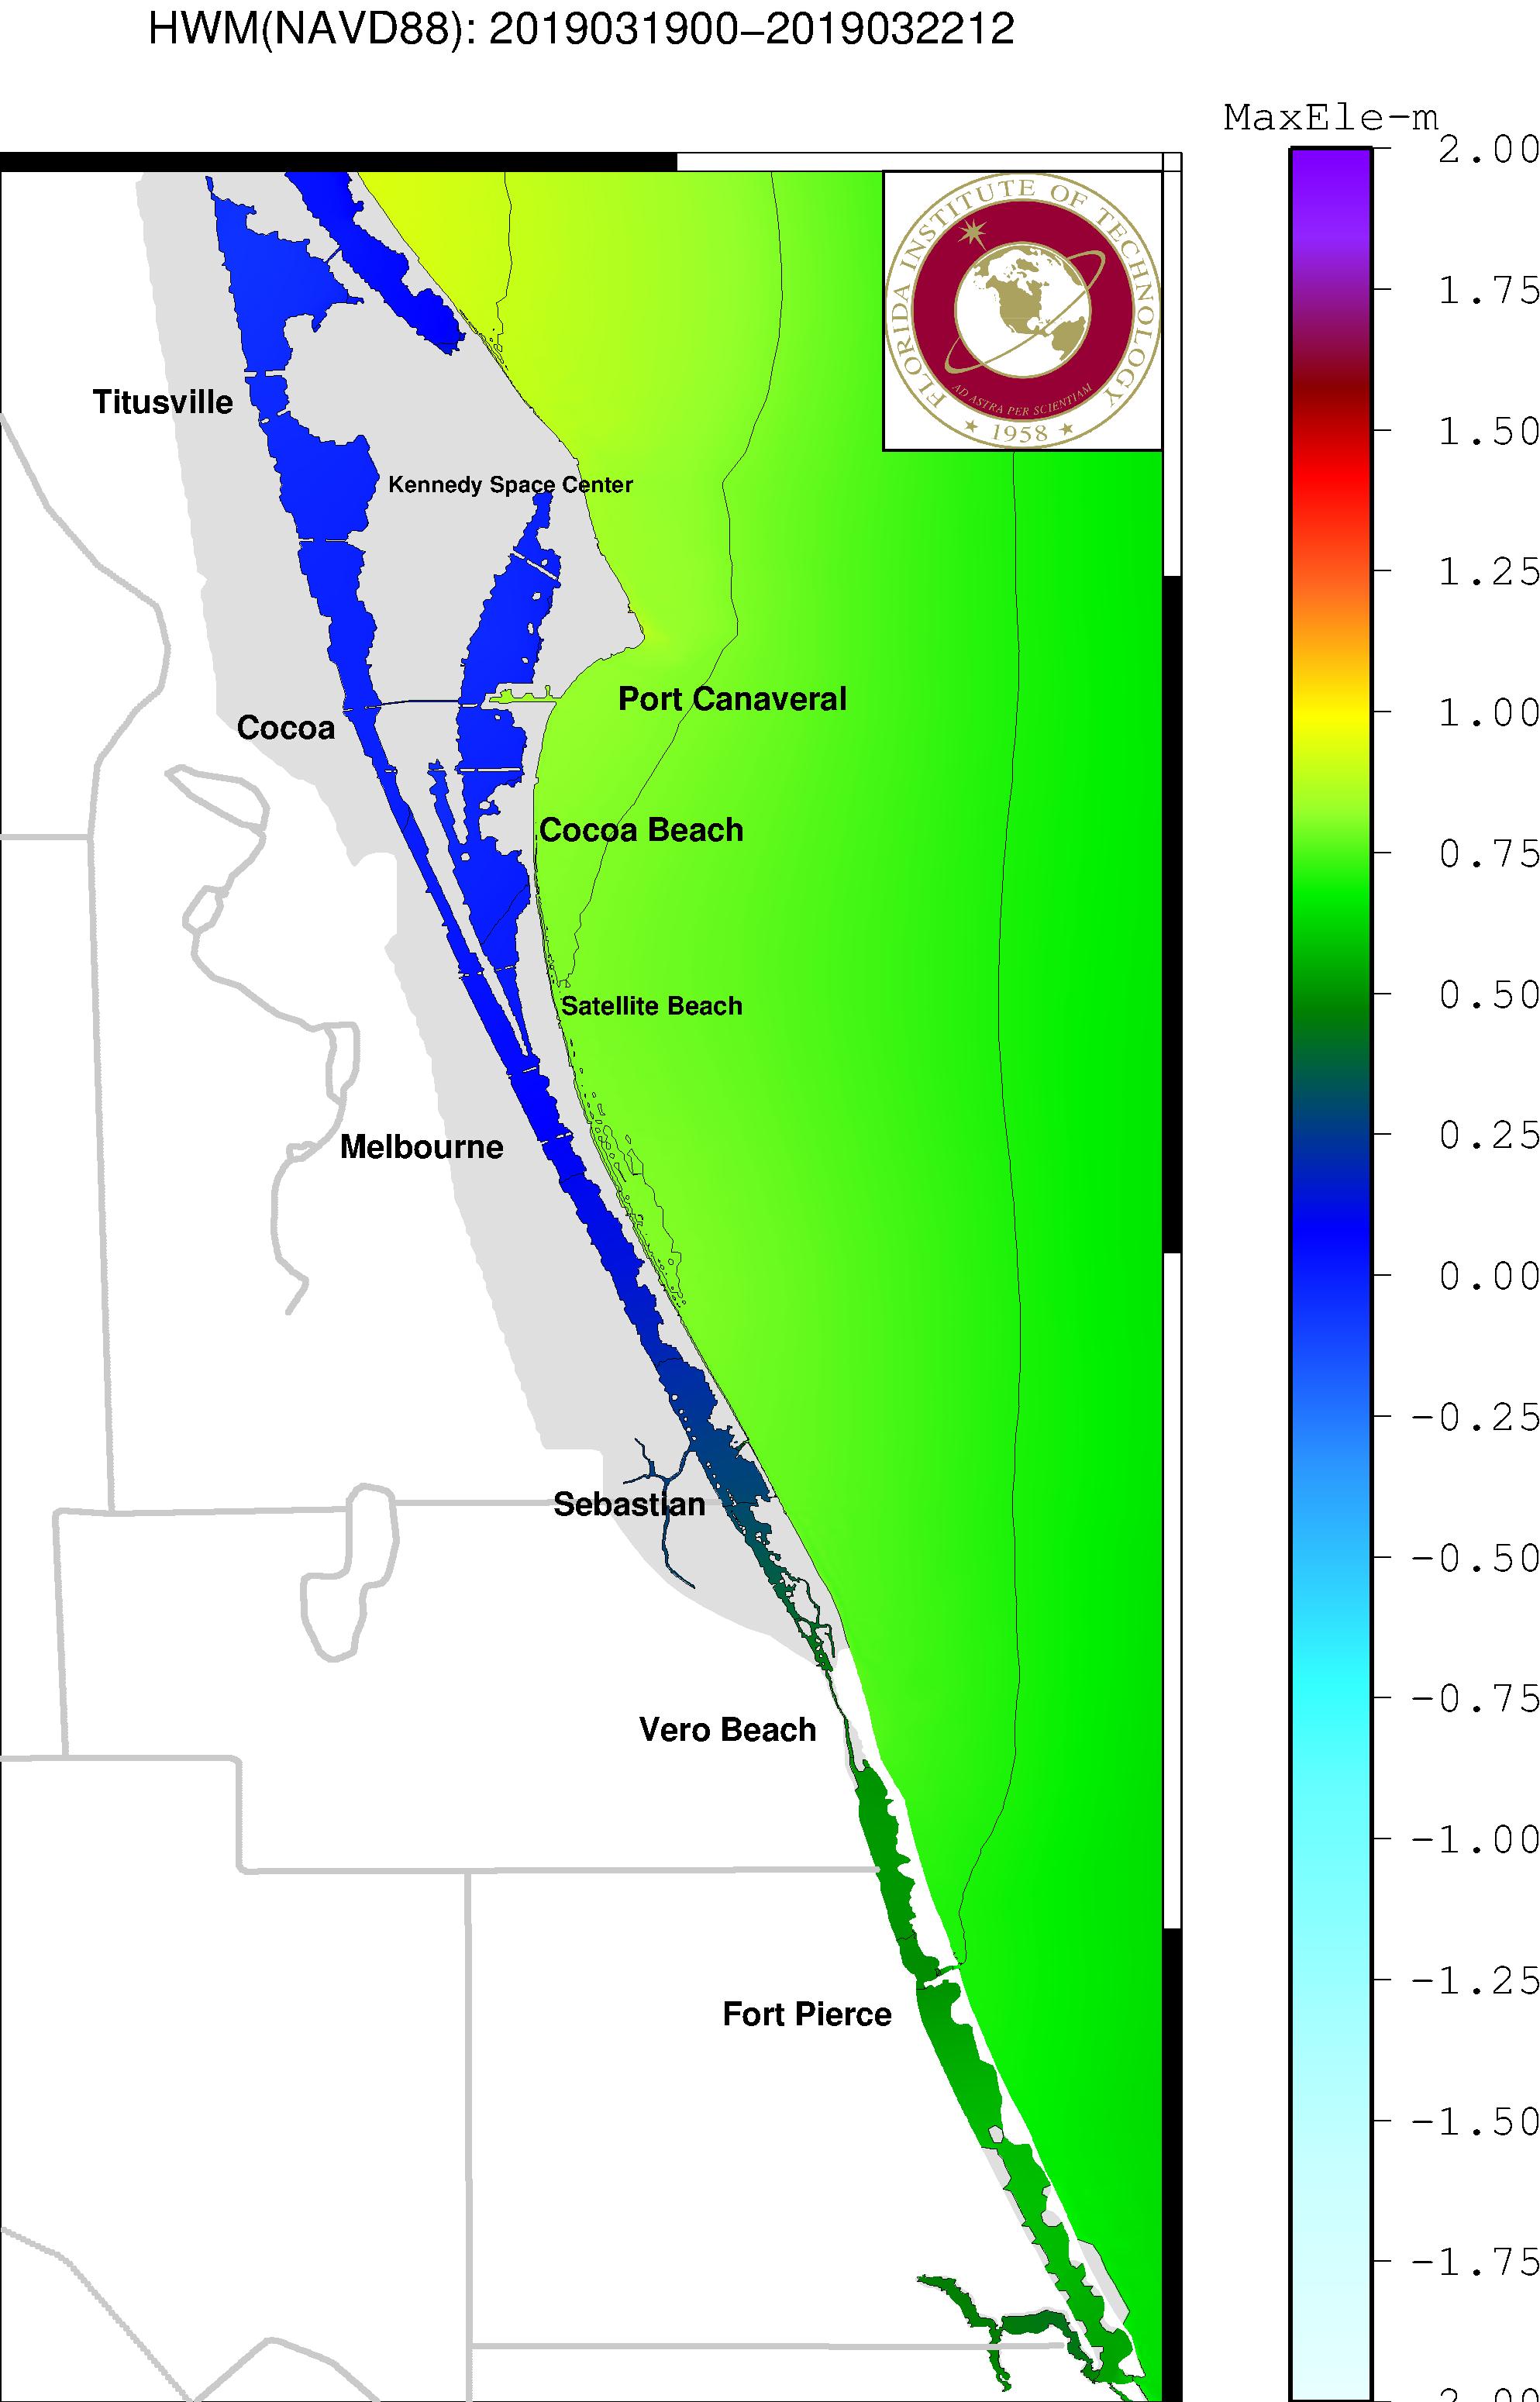 HWM(NAVD88): 2019031900−2019032212
MaxEle−m
2.00
1.75
1.50
1.25
1.00
0.75
0.50
0.25
0.00
−0.25
−0.50
−0.75
−1.00
−1.25
−1.50
−1.75
−2.00
FLORIDA INSTITUTE OF TECHNOLOGY
AD ASTRA PER SCIENTIAM
★ 1958 ★
Titusville
Kennedy Space Center
Port Canaveral
Cocoa
Cocoa Beach
Satellite Beach
Melbourne
Sebastian
Vero Beach
Fort Pierce